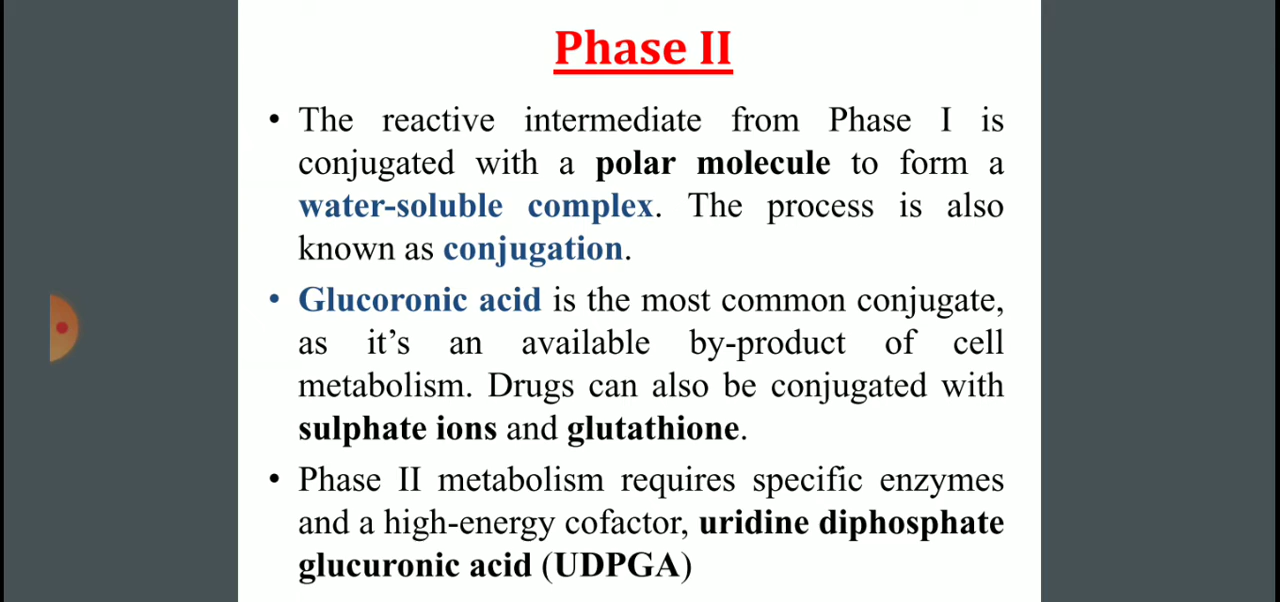 Phase II
• The reactive intermediate from Phase I is
conjugated with a polar molecule to form a
water-soluble complex. The process is also
known as conjugation.
• Glucoronic acid is the most common conjugate,
as it’s an available by-product of cell
metabolism. Drugs can also be conjugated with
sulphate ions and glutathione.
• Phase II metabolism requires specific enzymes
and a high-energy cofactor, uridine diphosphate
glucuronic acid (UDPGA)